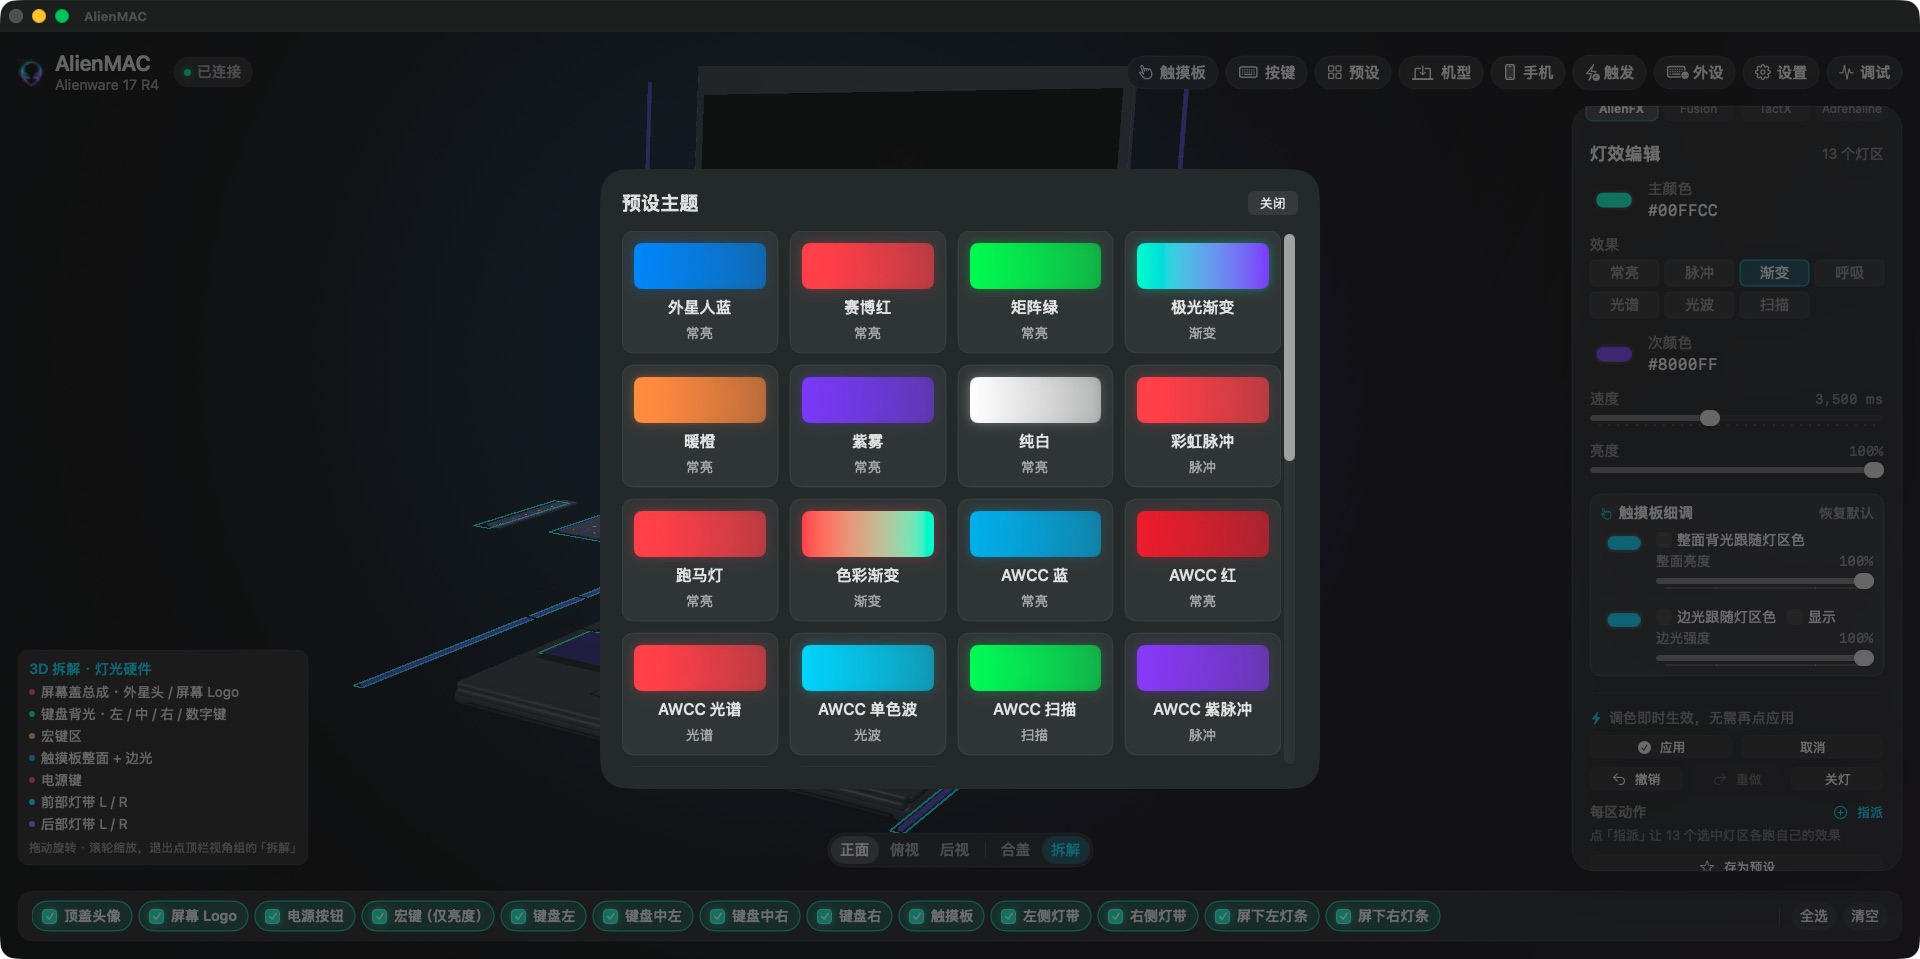 AlienMAC
AlienMAC
Alienware 17 R4
已连接
触摸板
按键
预设
机型
手机
触发
外设
设置
调试
AlienFX
Fusion
TactX
Adrenaline
灯效编辑
13 个灯区
主颜色
#00FFCC
效果
常亮
脉冲
渐变
呼吸
光谱
光波
扫描
次颜色
#8000FF
速度
3,500 ms
亮度
100%
触摸板细调
恢复默认
整面背光跟随灯区色
整面亮度
100%
边光跟随灯区色
显示
边光强度
100%
调色即时生效，无需再点应用
应用
取消
撤销
重做
关灯
每区动作
指派
点「指派」让 13 个选中灯区各跑自己的效果
存为预设
预设主题
关闭
外星人蓝
常亮
赛博红
常亮
矩阵绿
常亮
极光渐变
渐变
暖橙
常亮
紫雾
常亮
纯白
常亮
彩虹脉冲
脉冲
跑马灯
常亮
色彩渐变
渐变
AWCC 蓝
常亮
AWCC 红
常亮
AWCC 光谱
光谱
AWCC 单色波
光波
AWCC 扫描
扫描
AWCC 紫脉冲
脉冲
3D 拆解 · 灯光硬件
屏幕盖总成 · 外星头 / 屏幕 Logo
键盘背光 · 左 / 中 / 右 / 数字键
宏键区
触摸板整面 + 边光
电源键
前部灯带 L / R
后部灯带 L / R
拖动旋转 · 滚轮缩放，退出点顶栏视角组的「拆解」
正面
俯视
后视
合盖
拆解
顶盖头像
屏幕 Logo
电源按钮
宏键 (仅亮度)
键盘左
键盘中左
键盘中右
键盘右
触摸板
左侧灯带
右侧灯带
屏下左灯条
屏下右灯条
全选
清空